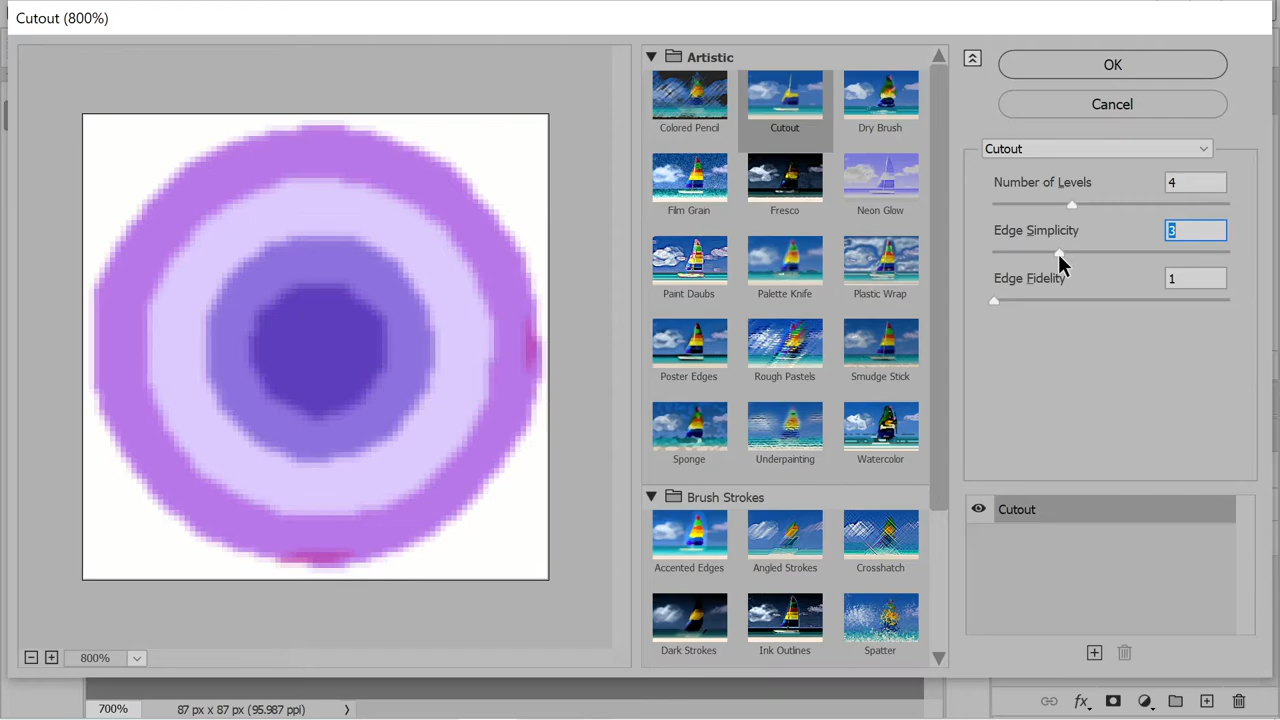 Cutout (800%)
Artistic
Colored Pencil
Cutout
Dry Brush
Film Grain
Fresco
Neon Glow
Paint Daubs
Palette Knife
Plastic Wrap
Poster Edges
Rough Pastels
Smudge Stick
Sponge
Underpainting
Watercolor
Brush Strokes
Accented Edges
Angled Strokes
Crosshatch
Dark Strokes
Ink Outlines
Spatter
OK
Cancel
Cutout
Number of Levels 4
Edge Simplicity 3
Edge Fidelity 1
Cutout
800%
700% 87 px x 87 px (95.987 ppi)
fx